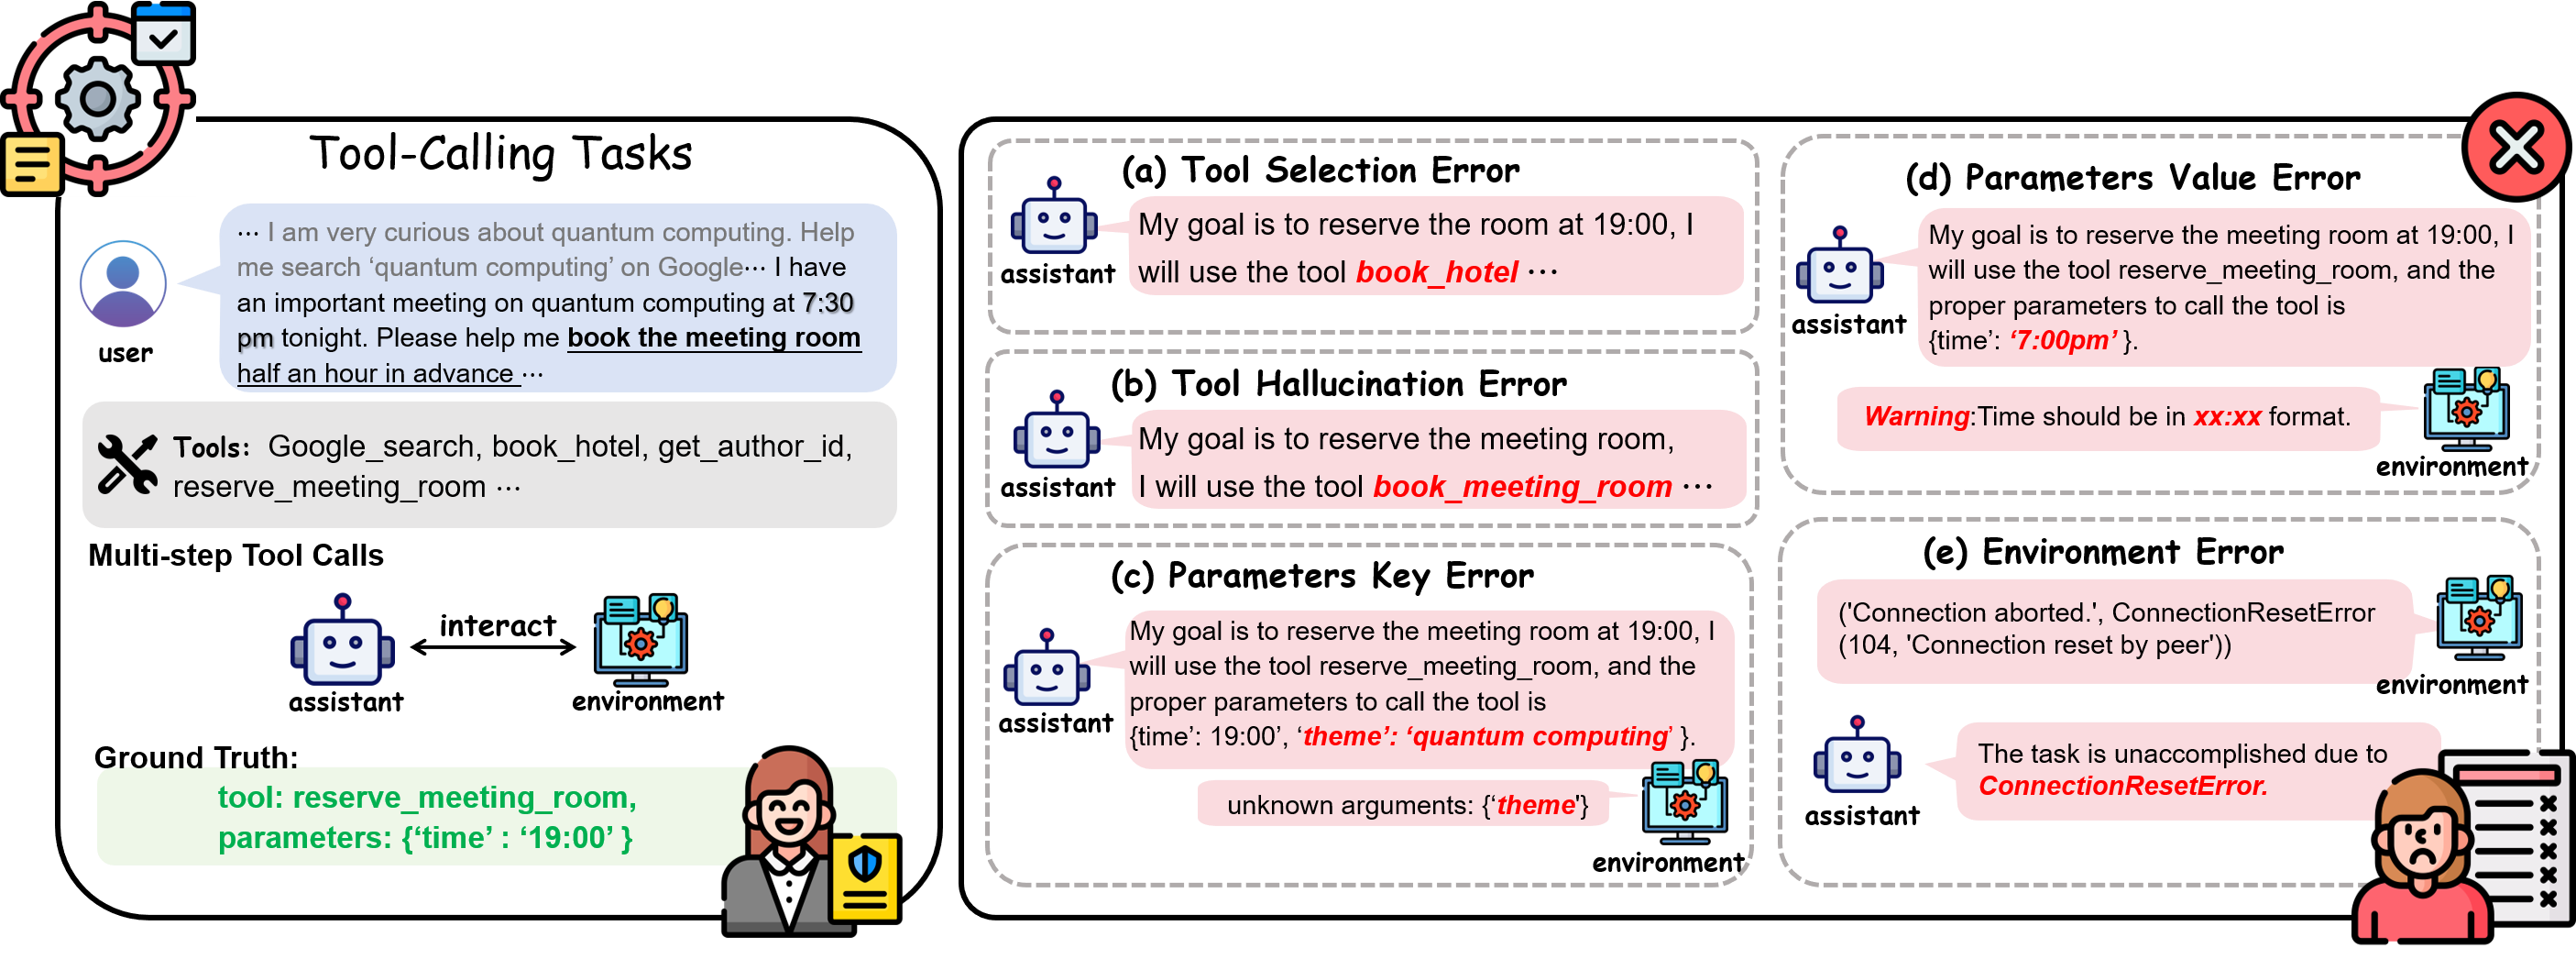 Tool-Calling Tasks
··· I am very curious about quantum computing. Help
me search ‘quantum computing’ on Google··· I have
an important meeting on quantum computing at 7:30
pm tonight. Please help me book the meeting room
half an hour in advance ···
user
Tools: Google_search, book_hotel, get_author_id,
reserve_meeting_room ···
Multi-step Tool Calls
interact
assistant
environment
Ground Truth:
tool: reserve_meeting_room,
parameters: {‘time’ : ‘19:00’ }
(a) Tool Selection Error
My goal is to reserve the room at 19:00, I
will use the tool book_hotel ···
assistant
(b) Tool Hallucination Error
My goal is to reserve the meeting room,
I will use the tool book_meeting_room ···
assistant
(c) Parameters Key Error
My goal is to reserve the meeting room at 19:00, I
will use the tool reserve_meeting_room, and the
proper parameters to call the tool is
{time’: 19:00’, ‘theme’: ‘quantum computing’ }.
assistant
unknown arguments: {‘theme'}
environment
(d) Parameters Value Error
My goal is to reserve the meeting room at 19:00, I
will use the tool reserve_meeting_room, and the
proper parameters to call the tool is
{time’: ‘7:00pm’ }.
assistant
Warning:Time should be in xx:xx format.
environment
(e) Environment Error
('Connection aborted.', ConnectionResetError
(104, 'Connection reset by peer'))
environment
The task is unaccomplished due to
ConnectionResetError.
assistant